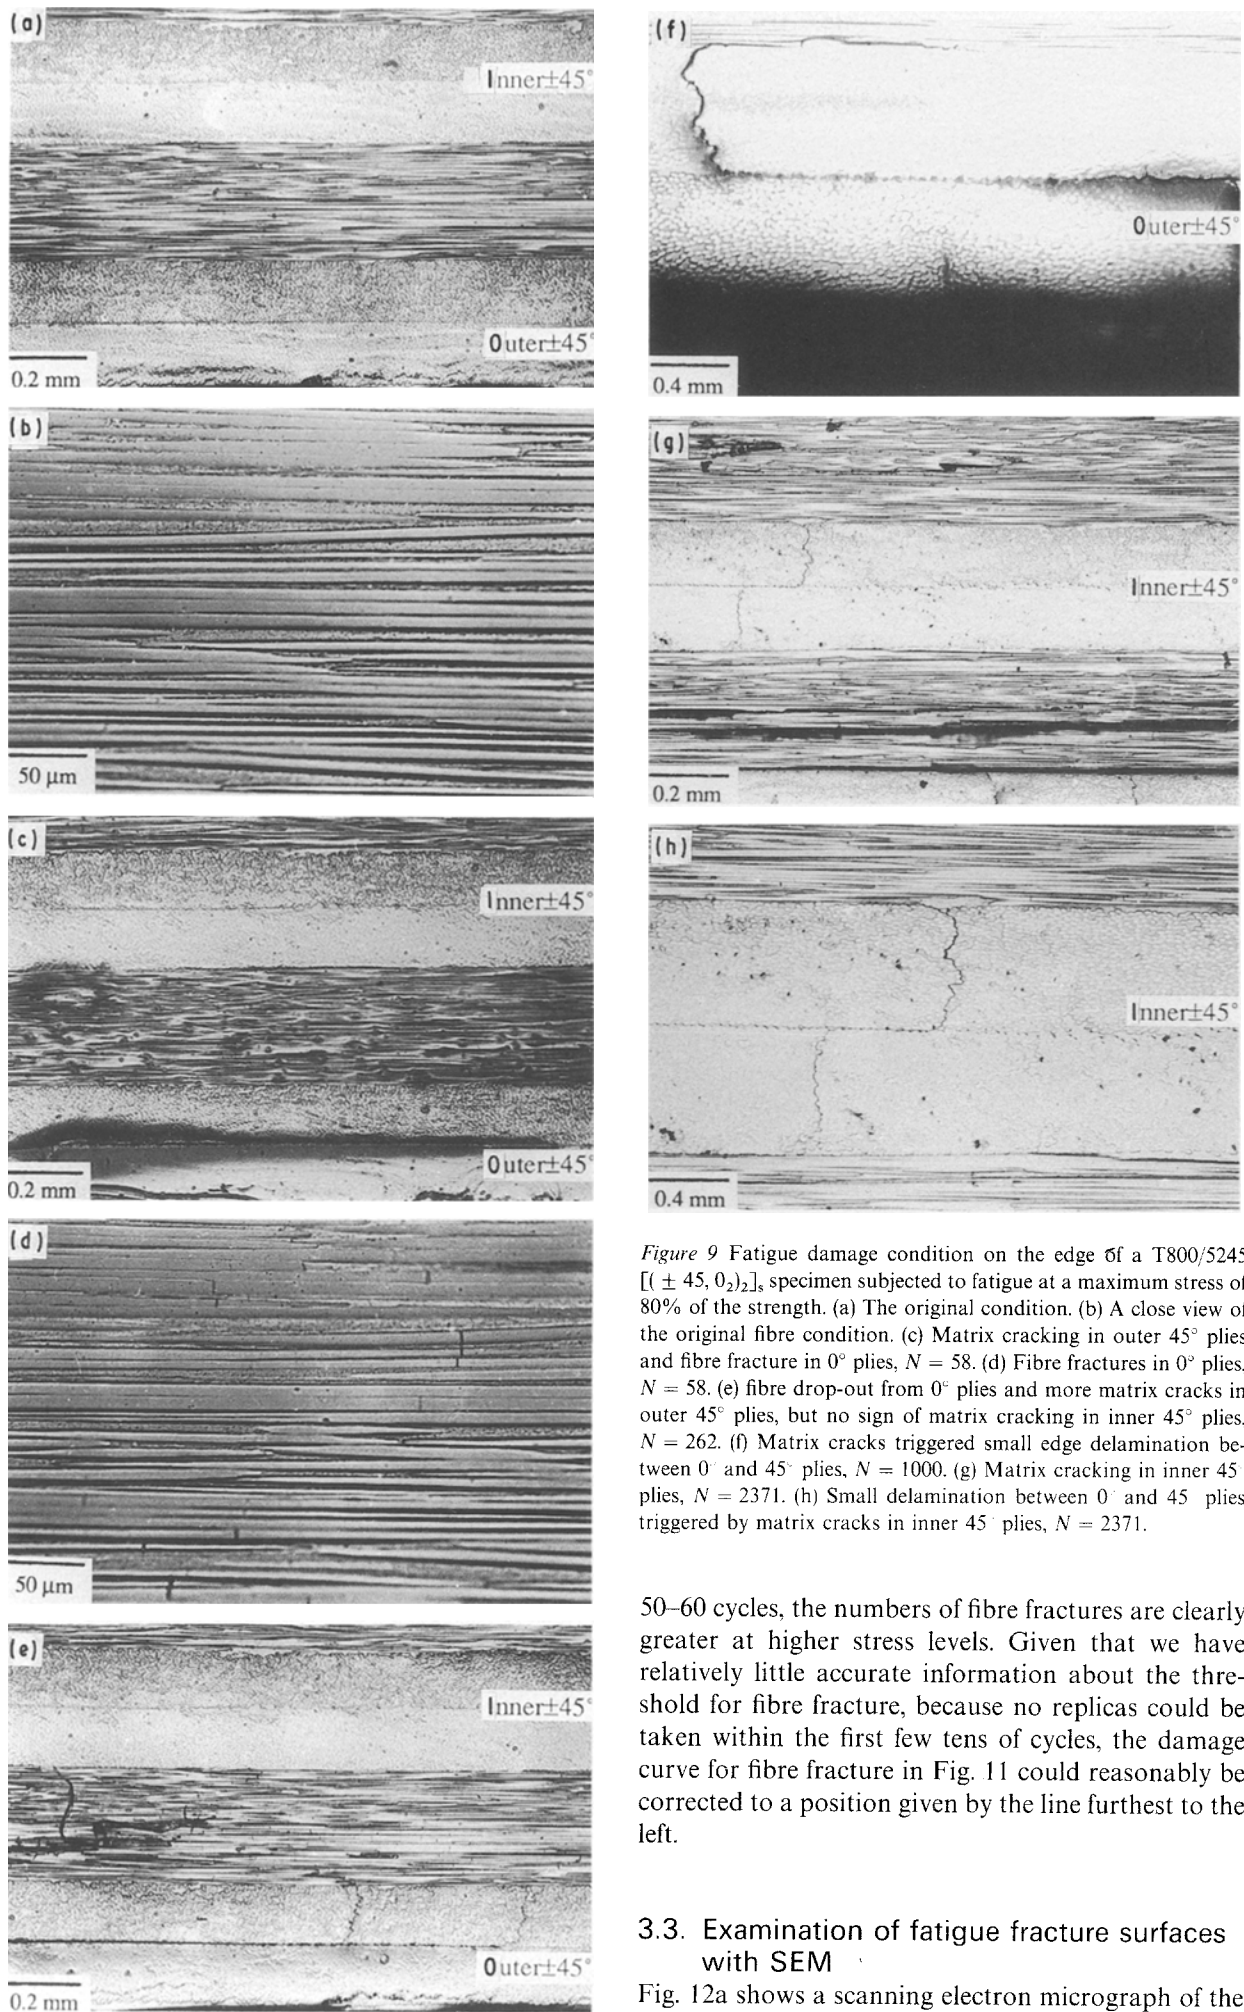 (a)
Inner±45°
Outer±45°
0.2 mm
(b)
50 μm
(c)
Inner±45°
Outer±45°
0.2 mm
(d)
50 μm
(e)
Inner±45°
Outer±45°
0.2 mm
(f)
Outer±45°
0.4 mm
(g)
Inner±45°
0.2 mm
(h)
Inner±45°
0.4 mm
Figure 9 Fatigue damage condition on the edge of a T800/5245
[( ± 45, 0₂)₂]ₛ specimen subjected to fatigue at a maximum stress of
80% of the strength. (a) The original condition. (b) A close view of
the original fibre condition. (c) Matrix cracking in outer 45° plies
and fibre fracture in 0° plies, N = 58. (d) Fibre fractures in 0° plies.
N = 58. (e) fibre drop-out from 0° plies and more matrix cracks in
outer 45° plies, but no sign of matrix cracking in inner 45° plies.
N = 262. (f) Matrix cracks triggered small edge delamination be-
tween 0° and 45° plies, N = 1000. (g) Matrix cracking in inner 45°
plies, N = 2371. (h) Small delamination between 0° and 45° plies
triggered by matrix cracks in inner 45° plies, N = 2371.
50–60 cycles, the numbers of fibre fractures are clearly
greater at higher stress levels. Given that we have
relatively little accurate information about the thre-
shold for fibre fracture, because no replicas could be
taken within the first few tens of cycles, the damage
curve for fibre fracture in Fig. 11 could reasonably be
corrected to a position given by the line furthest to the
left.
3.3. Examination of fatigue fracture surfaces
with SEM
Fig. 12a shows a scanning electron micrograph of the